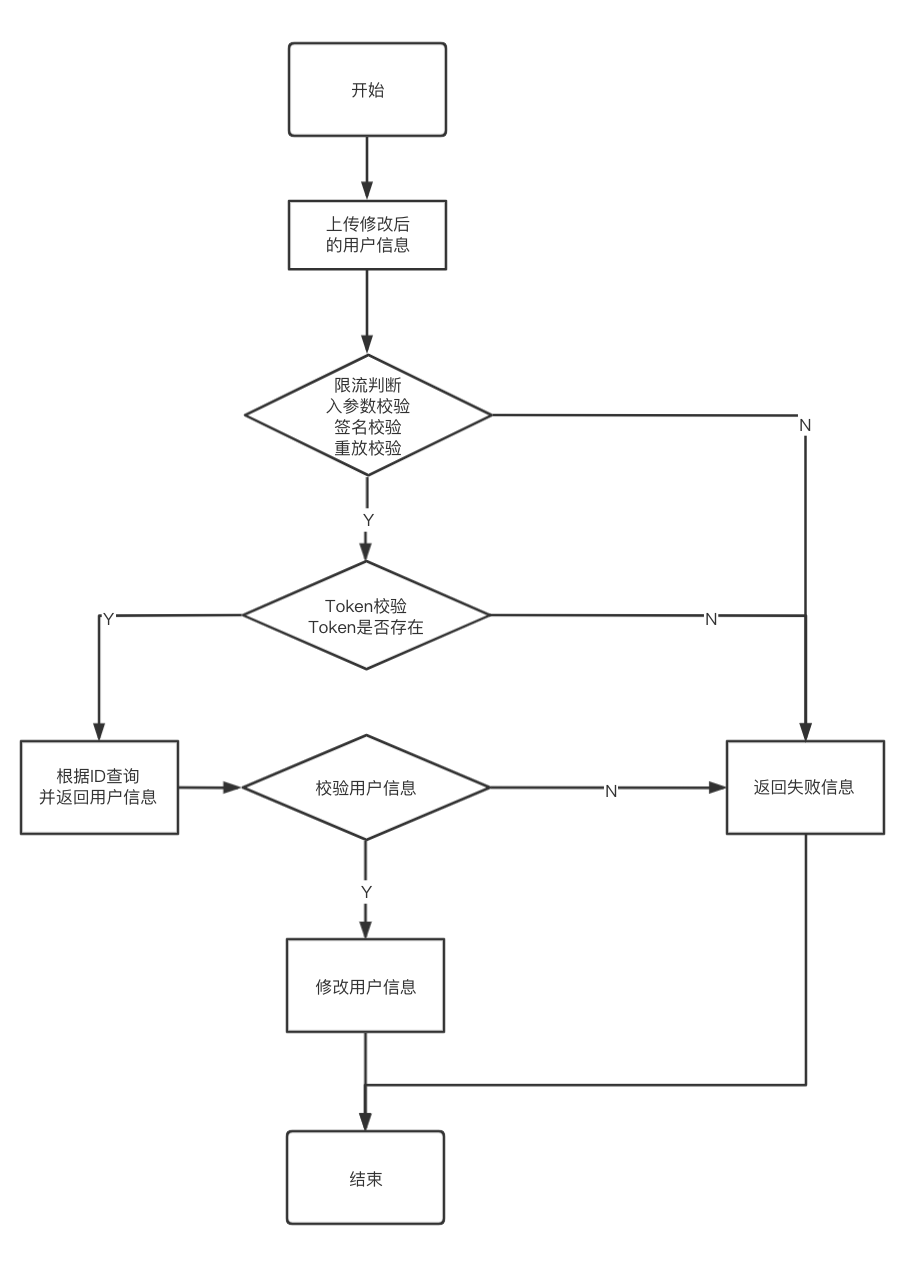 开始
上传修改后
的用户信息
限流判断
入参数校验
签名校验
重放校验
N
Y
Token校验
Token是否存在
Y
N
根据ID查询
并返回用户信息
校验用户信息
N
返回失败信息
Y
修改用户信息
结束